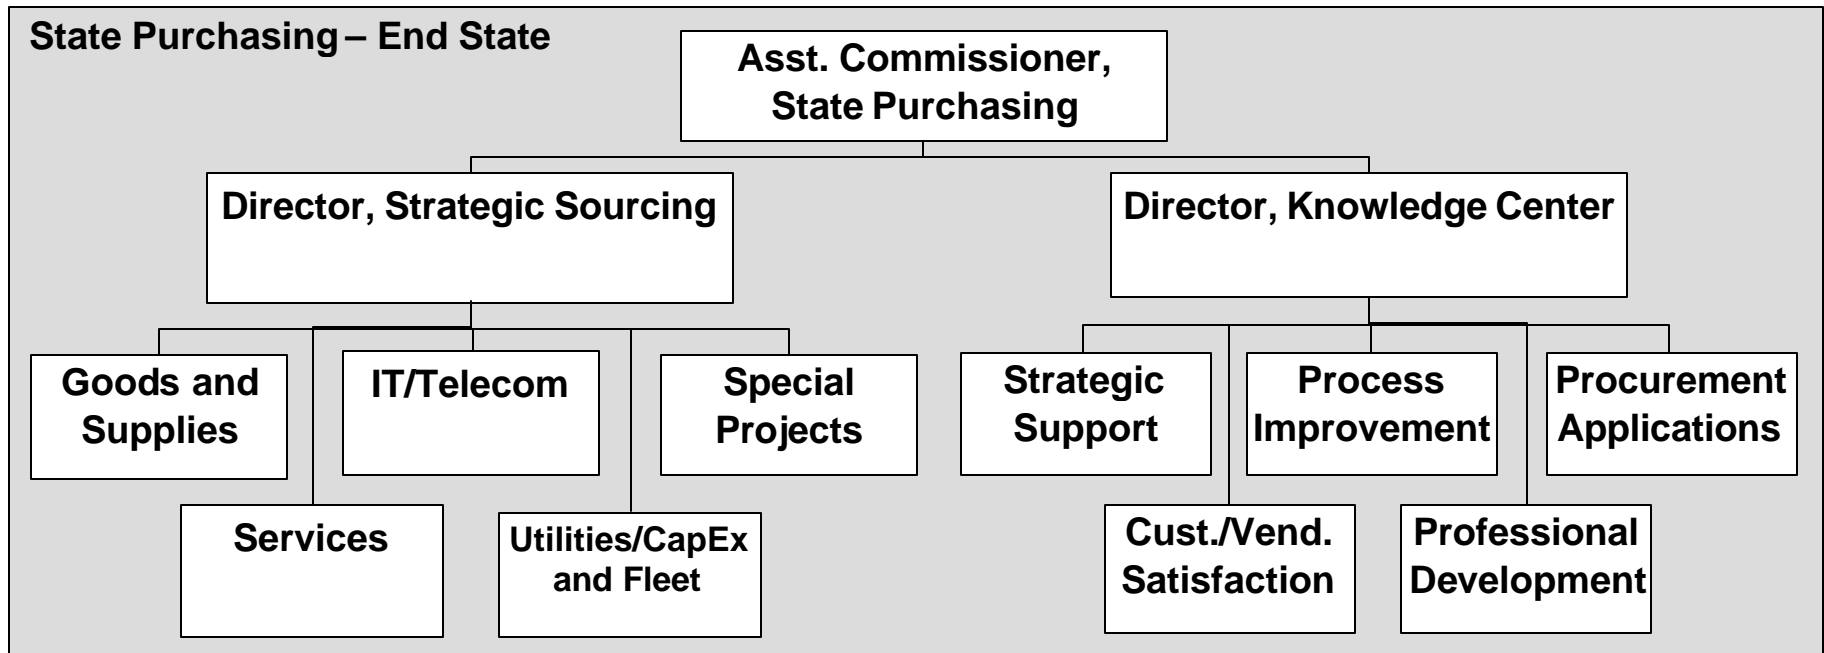 State Purchasing – End State
Asst. Commissioner,
State Purchasing
Director, Strategic Sourcing
Director, Knowledge Center
Goods and
Supplies
IT/Telecom
Special
Projects
Strategic
Support
Process
Improvement
Procurement
Applications
Services
Utilities/CapEx
and Fleet
Cust./Vend.
Satisfaction
Professional
Development